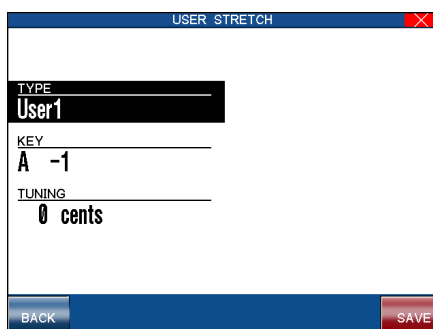 USER STRETCH
TYPE
User1
KEY
A -1
TUNING
0 cents
BACK
SAVE